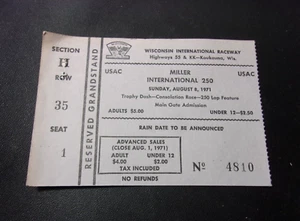 SECTION
H
ROW
35
SEAT
1
RESERVED GRANDSTAND
WISCONSIN INTERNATIONAL RACEWAY
Highways 55 & KK-Kaukauna, Wis.
USAC MILLER USAC
INTERNATIONAL 250
SUNDAY, AUGUST 8, 1971
Trophy Dash-Consolation Race-250 Lap Feature
Main Gate Admission
ADULTS $5.00 UNDER 12-$2.50
RAIN DATE TO BE ANNOUNCED
ADVANCED SALES
(CLOSE AUG. 1, 1971)
ADULT UNDER 12
$4.00 $2.00
TAX INCLUDED
NO REFUNDS
No 4810